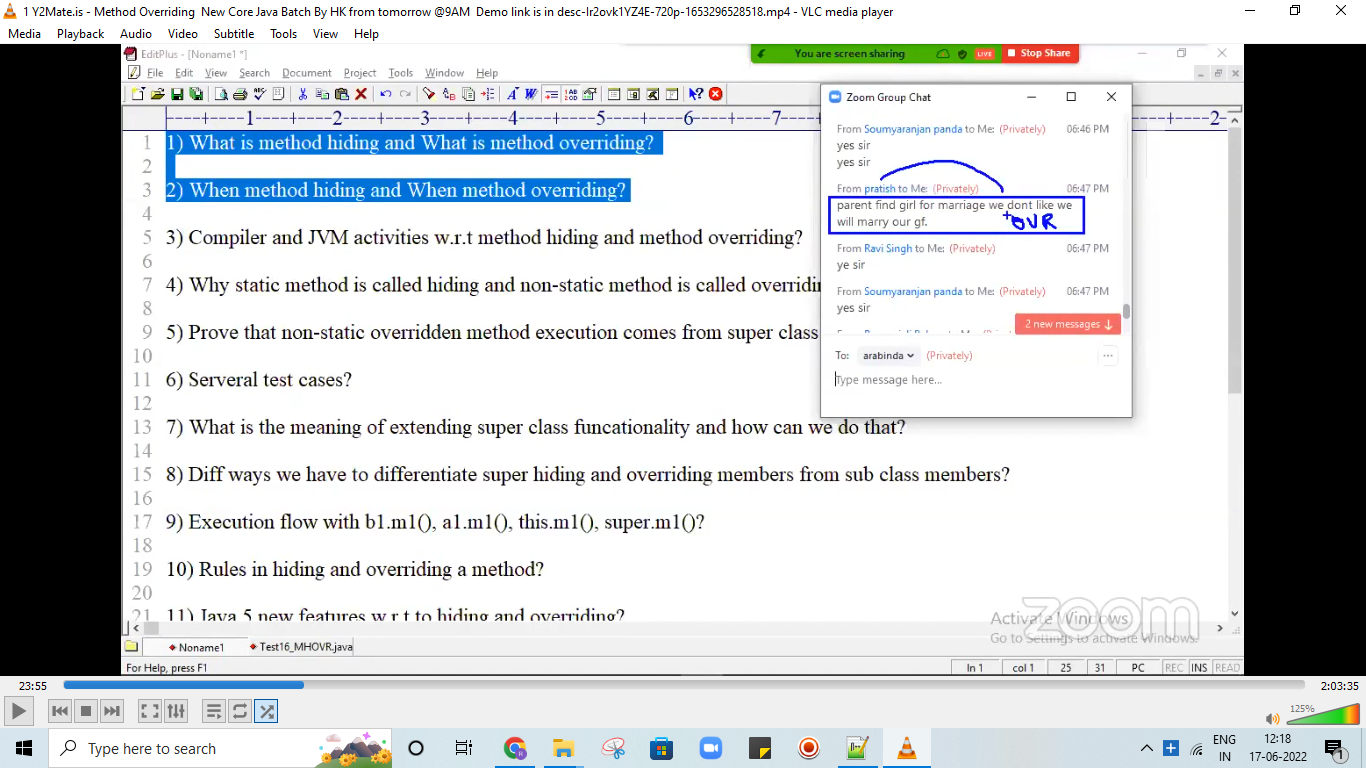 1 Y2Mate.is - Method Overriding  New Core Java Batch By HK from tomorrow @9AM  Demo link is in desc-lr2ovk1YZ4E-720p-1653296528518.mp4 - VLC media player
Media Playback Audio Video Subtitle Tools View Help
EditPlus - [Noname1 *]
You are screen sharing LIVE Stop Share
File Edit View Search Document Project Tools Window Help
----+----1----+----2----+----3----+----4----+----5----+----6----+----7-- --2-
1 1) What is method hiding and What is method overriding?
2
3 2) When method hiding and When method overriding?
4
5 3) Compiler and JVM activities w.r.t method hiding and method overriding?
6
7 4) Why static method is called hiding and non-static method is called overridin
8
9 5) Prove that non-static overridden method execution comes from super class
10
11 6) Serveral test cases?
12
13 7) What is the meaning of extending super class funcationality and how can we do that?
14
15 8) Diff ways we have to differentiate super hiding and overriding members from sub class members?
16
17 9) Execution flow with b1.m1(), a1.m1(), this.m1(), super.m1()?
18
19 10) Rules in hiding and overriding a method?
20
21 11) Java 5 new features w.r.t to hiding and overriding?
Zoom Group Chat
From Soumyaranjan panda to Me: (Privately) 06:46 PM
yes sir
yes sir
From pratish to Me: (Privately) 06:47 PM
parent find girl for marriage we dont like we
will marry our gf.
+OVR
From Ravi Singh to Me: (Privately) 06:47 PM
ye sir
From Soumyaranjan panda to Me: (Privately) 06:47 PM
yes sir
2 new messages
To: arabinda (Privately)
Type message here...
zoom
Activate Windows
Go to Settings to activate Windows.
Noname1 Test16_MHOVR.java
For Help, press F1 ln 1 col 1 25 31 PC REC INS READ
23:55 2:03:35
125%
Type here to search
ENG
IN
12:18
17-06-2022
1